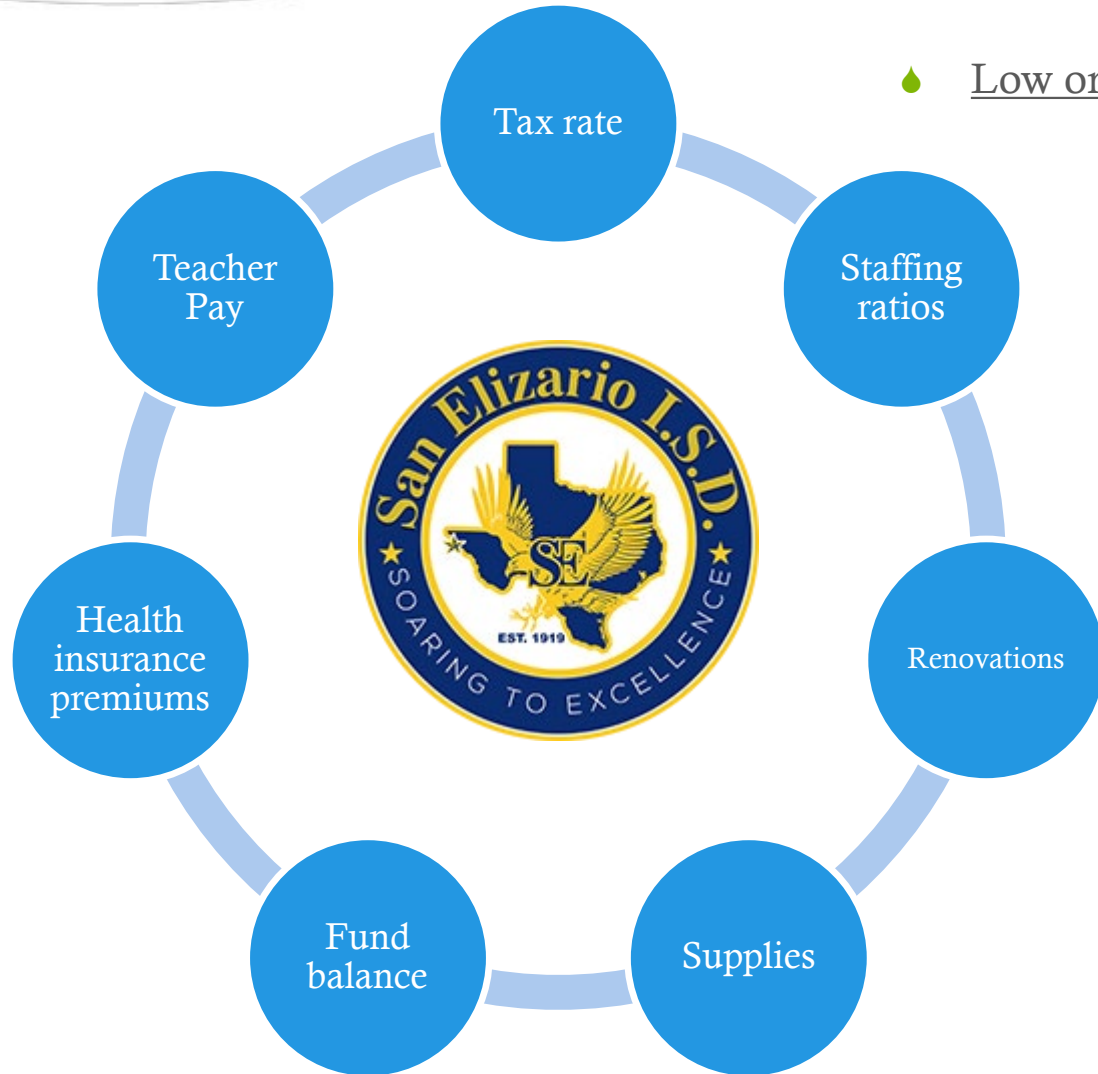 Low or
Tax rate
Teacher
Pay
Staffing
ratios
San Elizario I.S.D.
SE
EST. 1919
SOARING TO EXCELLENCE
Health
insurance
premiums
Renovations
Fund
balance
Supplies